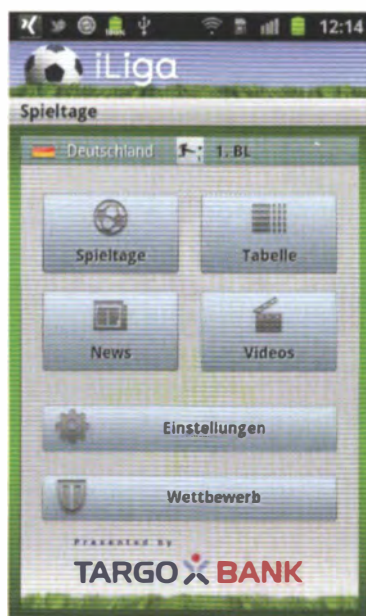 12:14
iLiga
Spieltage
Deutschland 1. BL
Spieltage Tabelle
News Videos
Einstellungen
Wettbewerb
Presented by
TARGO BANK